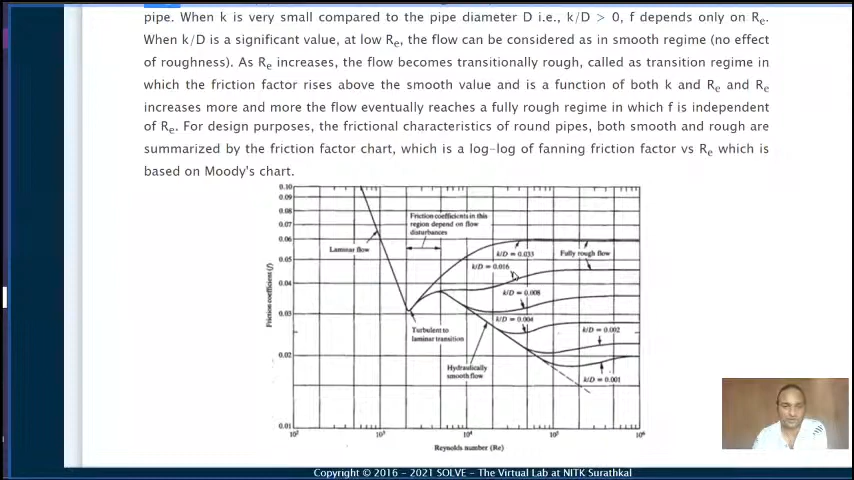 pipe. When k is very small compared to the pipe diameter D i.e., k/D > 0, f depends only on Re.
When k/D is a significant value, at low Re, the flow can be considered as in smooth regime (no effect
of roughness). As Re increases, the flow becomes transitionally rough, called as transition regime in
which the friction factor rises above the smooth value and is a function of both k and Re and Re
increases more and more the flow eventually reaches a fully rough regime in which f is independent
of Re. For design purposes, the frictional characteristics of round pipes, both smooth and rough are
summarized by the friction factor chart, which is a log-log of fanning friction factor vs Re which is
based on Moody's chart.
0.10
0.09
0.08
0.07
0.06
0.05
0.04
0.03
0.02
0.01
Friction coefficient (f)
Friction coefficients in this
region depend on flow
disturbances
Laminar flow
k/D = 0.033
Fully rough flow
k/D = 0.016
k/D = 0.008
k/D = 0.004
k/D = 0.002
Turbulent to
laminar transition
Hydraulically
smooth flow
k/D = 0.001
10² 10³ 10⁴ 10⁵ 10⁶
Reynolds number (Re)
Copyright © 2016 - 2021 SOLVE - The Virtual Lab at NITK Surathkal